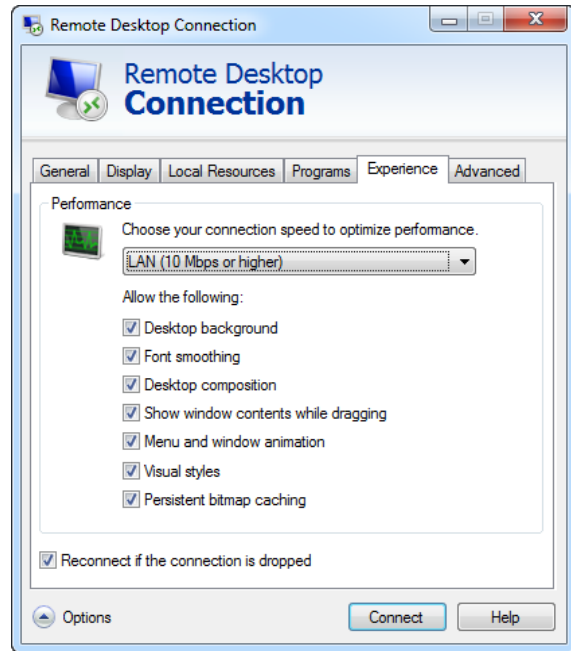 Remote Desktop Connection
Remote Desktop
Connection
General Display Local Resources Programs Experience Advanced
Performance
Choose your connection speed to optimize performance.
LAN (10 Mbps or higher)
Allow the following:
Desktop background
Font smoothing
Desktop composition
Show window contents while dragging
Menu and window animation
Visual styles
Persistent bitmap caching
Reconnect if the connection is dropped
Options Connect Help